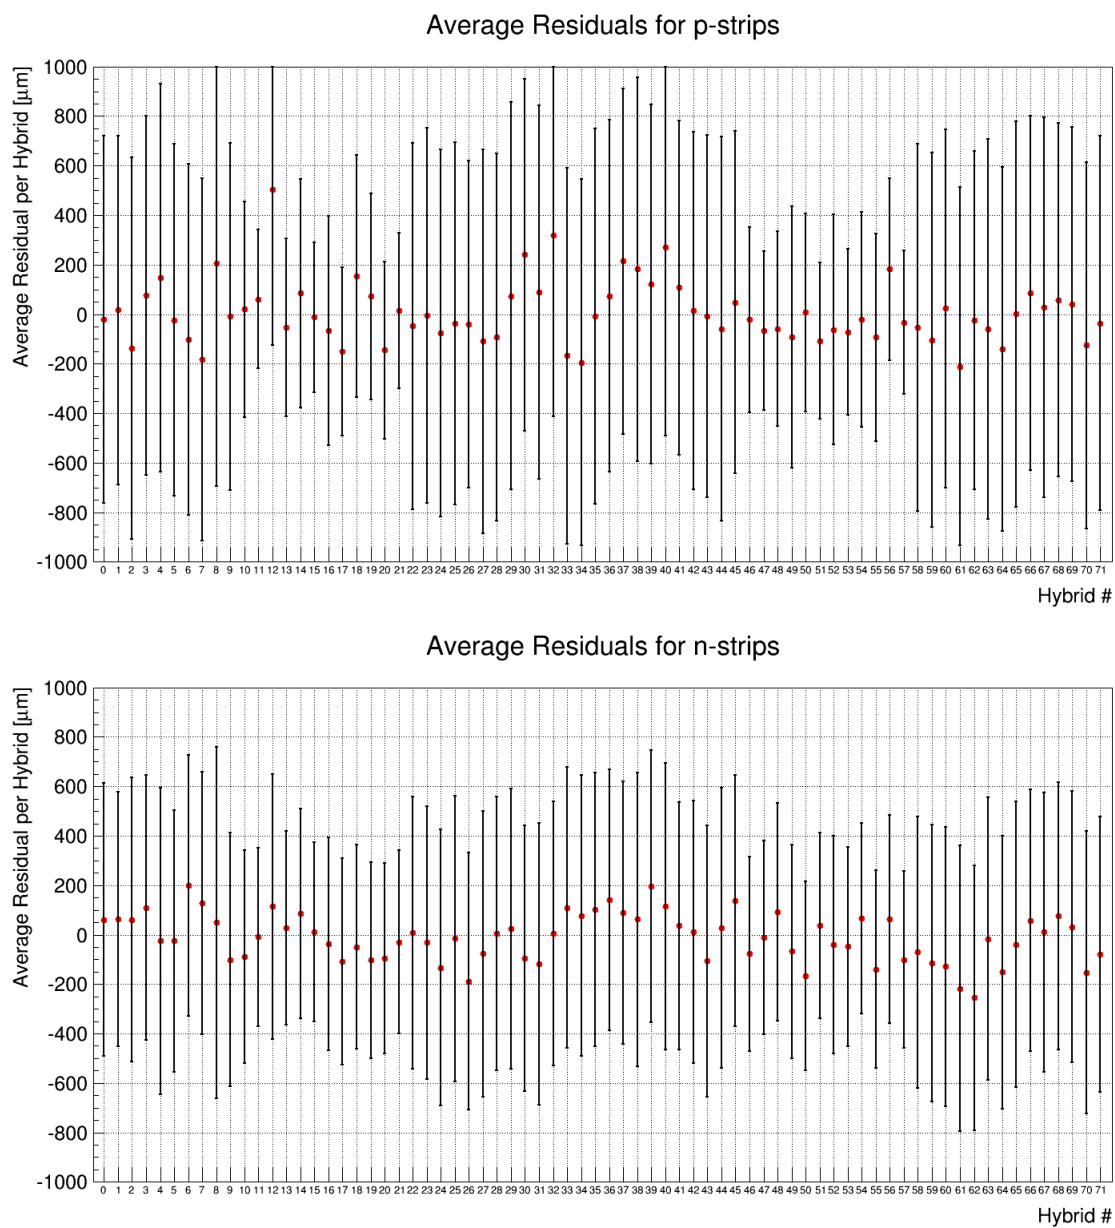 Average Residuals for p-strips
Average Residual per Hybrid [μm]
1000
800
600
400
200
0
-200
-400
-600
-800
-1000
0 1 2 3 4 5 6 7 8 9 10 11 12 13 14 15 16 17 18 19 20 21 22 23 24 25 26 27 28 29 30 31 32 33 34 35 36 37 38 39 40 41 42 43 44 45 46 47 48 49 50 51 52 53 54 55 56 57 58 59 60 61 62 63 64 65 66 67 68 69 70 71
Hybrid #
Average Residuals for n-strips
Average Residual per Hybrid [μm]
1000
800
600
400
200
0
-200
-400
-600
-800
-1000
0 1 2 3 4 5 6 7 8 9 10 11 12 13 14 15 16 17 18 19 20 21 22 23 24 25 26 27 28 29 30 31 32 33 34 35 36 37 38 39 40 41 42 43 44 45 46 47 48 49 50 51 52 53 54 55 56 57 58 59 60 61 62 63 64 65 66 67 68 69 70 71
Hybrid #